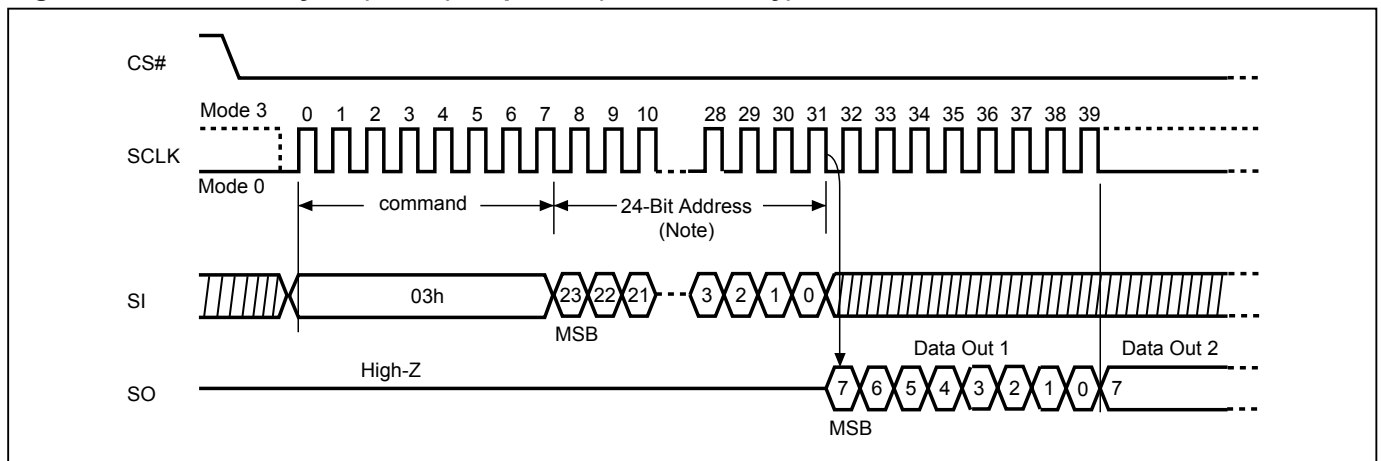 CS#
Mode 3
0 1 2 3 4 5 6 7 8 9 10 28 29 30 31 32 33 34 35 36 37 38 39
SCLK
Mode 0
command
24-Bit Address
(Note)
SI
03h
23 22 21 3 2 1 0
MSB
Data Out 1
Data Out 2
High-Z
SO
7 6 5 4 3 2 1 0 7
MSB